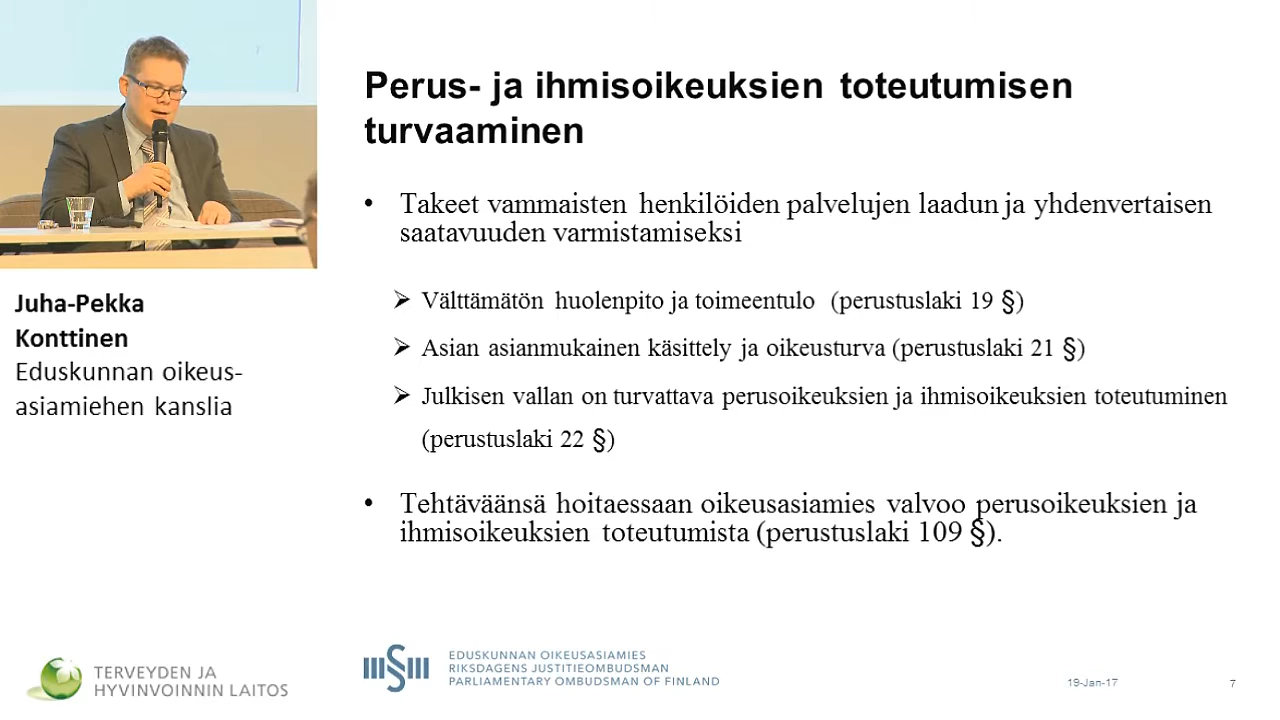 Perus- ja ihmisoikeuksien toteutumisen
turvaaminen
• Takeet vammaisten henkilöiden palvelujen laadun ja yhdenvertaisen
saatavuuden varmistamiseksi
➢ Välttämätön huolenpito ja toimeentulo (perustuslaki 19 §)
➢ Asian asianmukainen käsittely ja oikeusturva (perustuslaki 21 §)
➢ Julkisen vallan on turvattava perusoikeuksien ja ihmisoikeuksien toteutuminen
(perustuslaki 22 §)
• Tehtäväänsä hoitaessaan oikeusasiamies valvoo perusoikeuksien ja
ihmisoikeuksien toteutumista (perustuslaki 109 §).
Juha-Pekka
Konttinen
Eduskunnan oikeus-
asiamiehen kanslia
TERVEYDEN JA
HYVINVOINNIN LAITOS
EDUSKUNNAN OIKEUSASIAMIES
RIKSDAGENS JUSTITIEOMBUDSMAN
PARLIAMENTARY OMBUDSMAN OF FINLAND
19-Jan-17
7